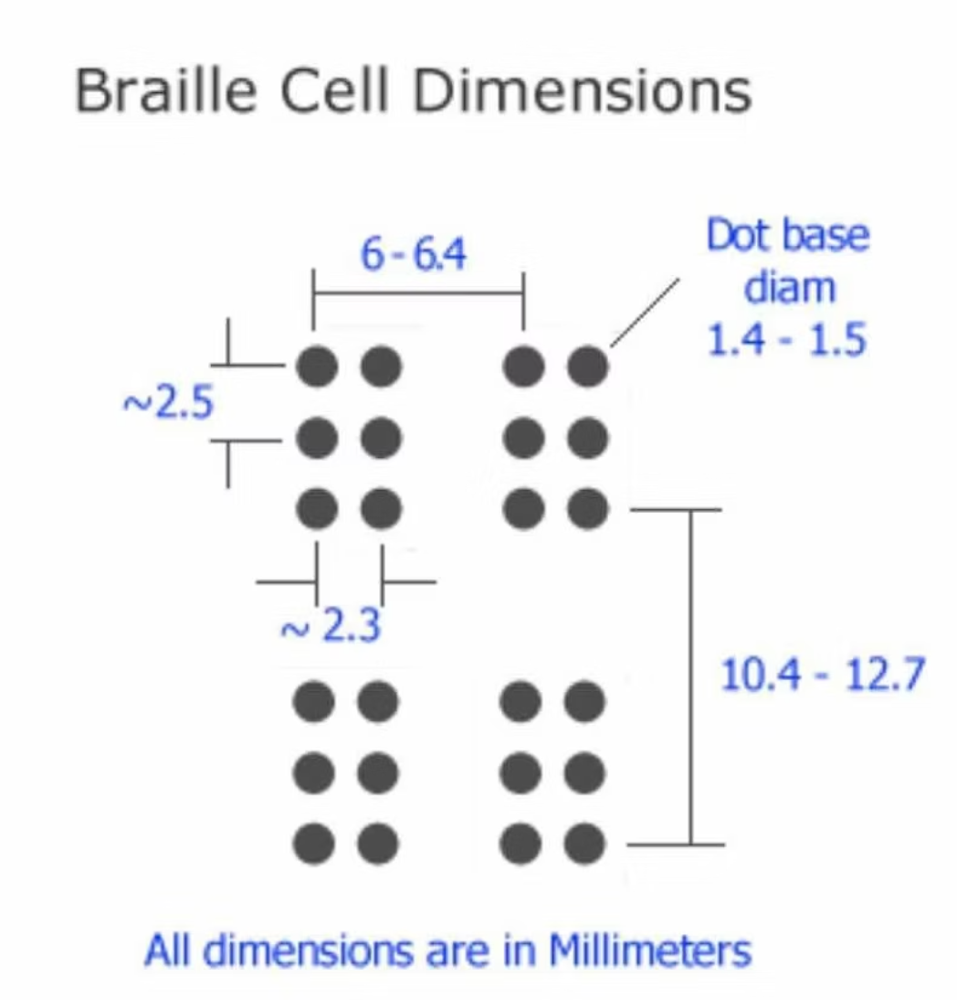 Braille Cell Dimensions
6-6.4
Dot base
diam
1.4 - 1.5
~2.5
~ 2.3
10.4 - 12.7
All dimensions are in Millimeters